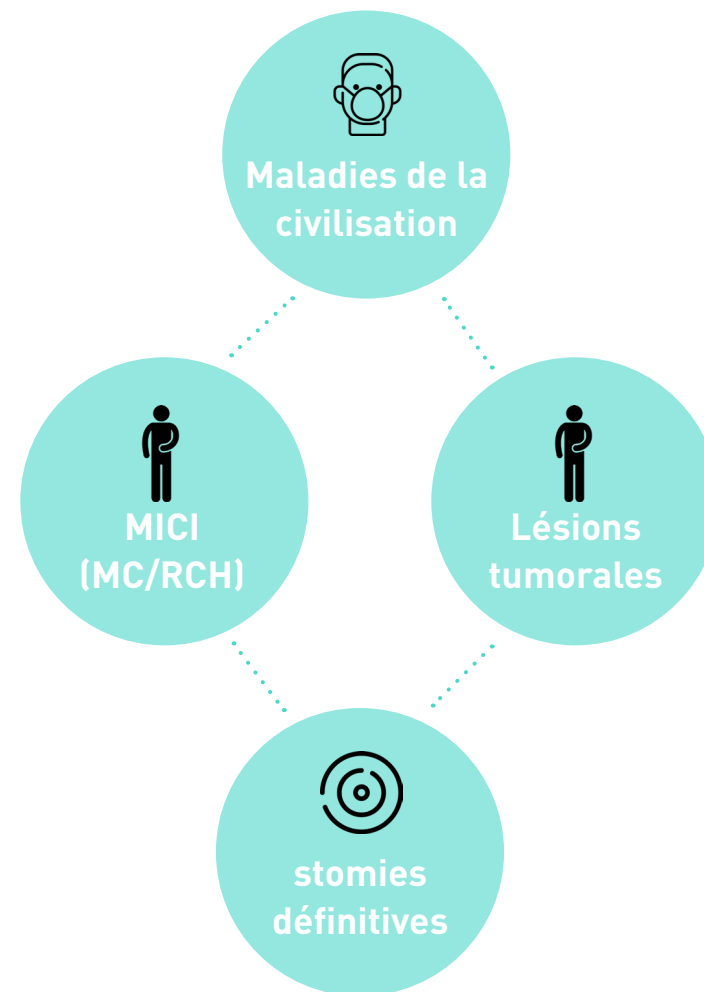 Maladies de la
civilisation
MICI
(MC/RCH)
Lésions
tumorales
stomies
définitives